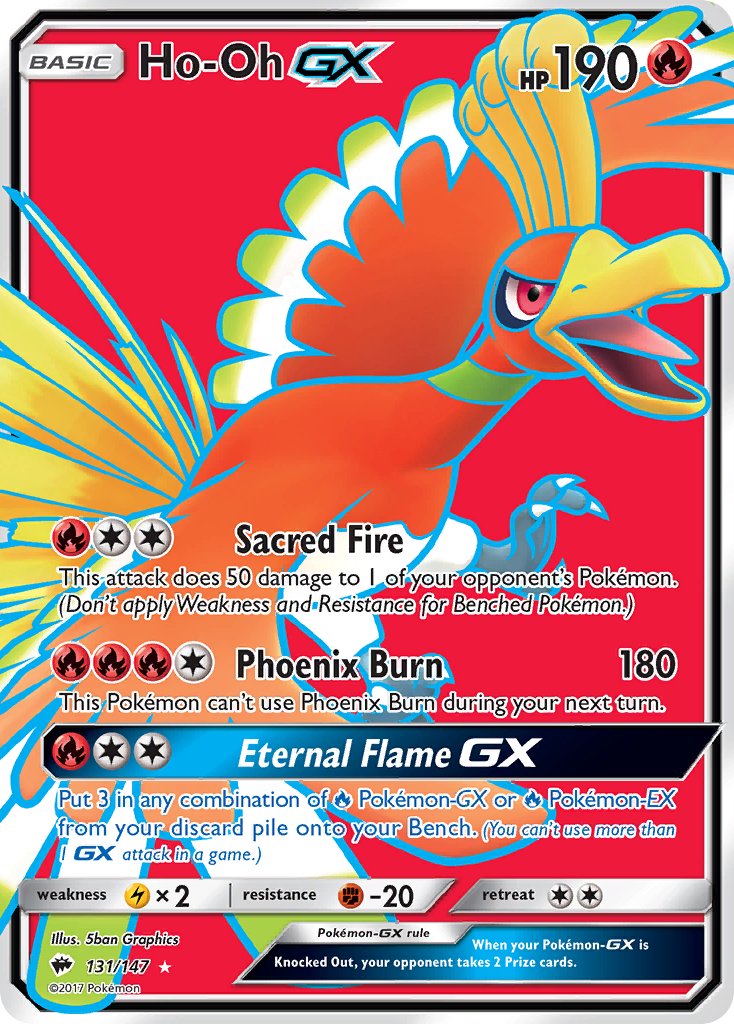 BASIC Ho-Oh GX HP 190
Sacred Fire
This attack does 50 damage to 1 of your opponent's Pokémon.
(Don't apply Weakness and Resistance for Benched Pokémon.)
Phoenix Burn 180
This Pokémon can't use Phoenix Burn during your next turn.
Eternal Flame GX
Put 3 in any combination of Pokémon-GX or Pokémon-EX
from your discard pile onto your Bench. (You can't use more than
1 GX attack in a game.)
weakness ×2 resistance -20 retreat
Illus. 5ban Graphics
131/147
©2017 Pokémon
Pokémon-GX rule
When your Pokémon-GX is
Knocked Out, your opponent takes 2 Prize cards.